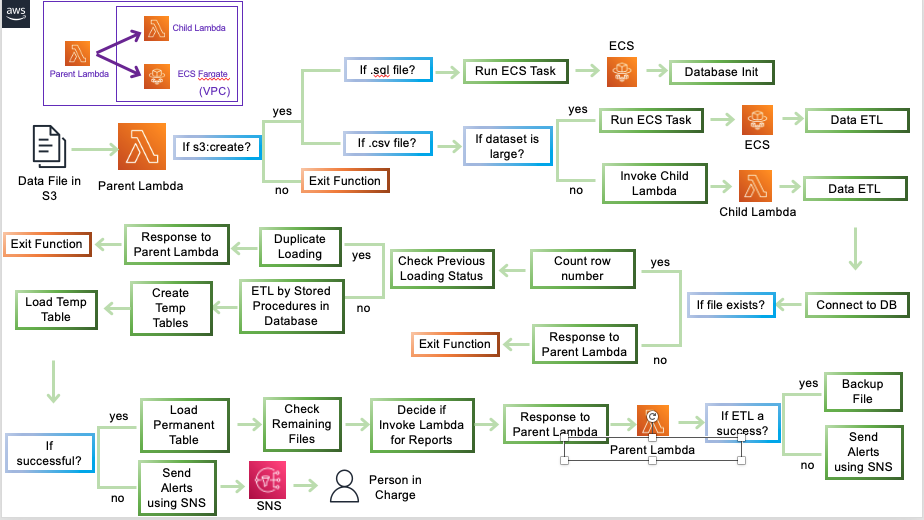 aws
Child Lambda
Parent Lambda
ECS Fargate
(VPC)
ECS
If .sql file?
Run ECS Task
Database Init
yes
yes
Run ECS Task
Data ETL
If s3:create?
If .csv file?
If dataset is
large?
ECS
no
Exit Function
no
Invoke Child
Lambda
Data ETL
Data File in
S3
Parent Lambda
Child Lambda
Exit Function
Response to
Parent Lambda
Duplicate
Loading
yes
Check Previous
Loading Status
Count row
number
yes
Load Temp
Table
Create
Temp
Tables
ETL by Stored
Procedures in
Database
no
If file exists?
Connect to DB
Exit Function
Response to
Parent Lambda
no
yes
Load
Permanent
Table
Check
Remaining
Files
Decide if
Invoke Lambda
for Reports
Response to
Parent Lambda
If ETL a
success?
yes
Backup
File
If
successful?
Parent Lambda
no
Send
Alerts
using SNS
no
Send
Alerts
using SNS
SNS
Person in
Charge